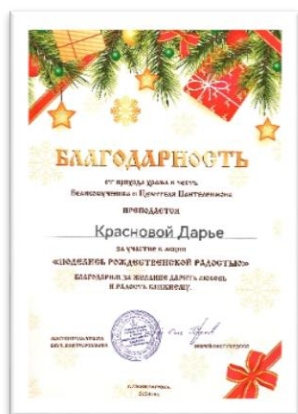 БЛАГОДАРНОСТЬ
от прихода храма в честь
Великомученика и Целителя Пантелеимона
преподается
Красновой Дарье
за участие в акции
«ПОДЕЛИСЬ РОЖДЕСТВЕНСКОЙ РАДОСТЬЮ»
Благодарим за желание дарить любовь
и радость ближнему.